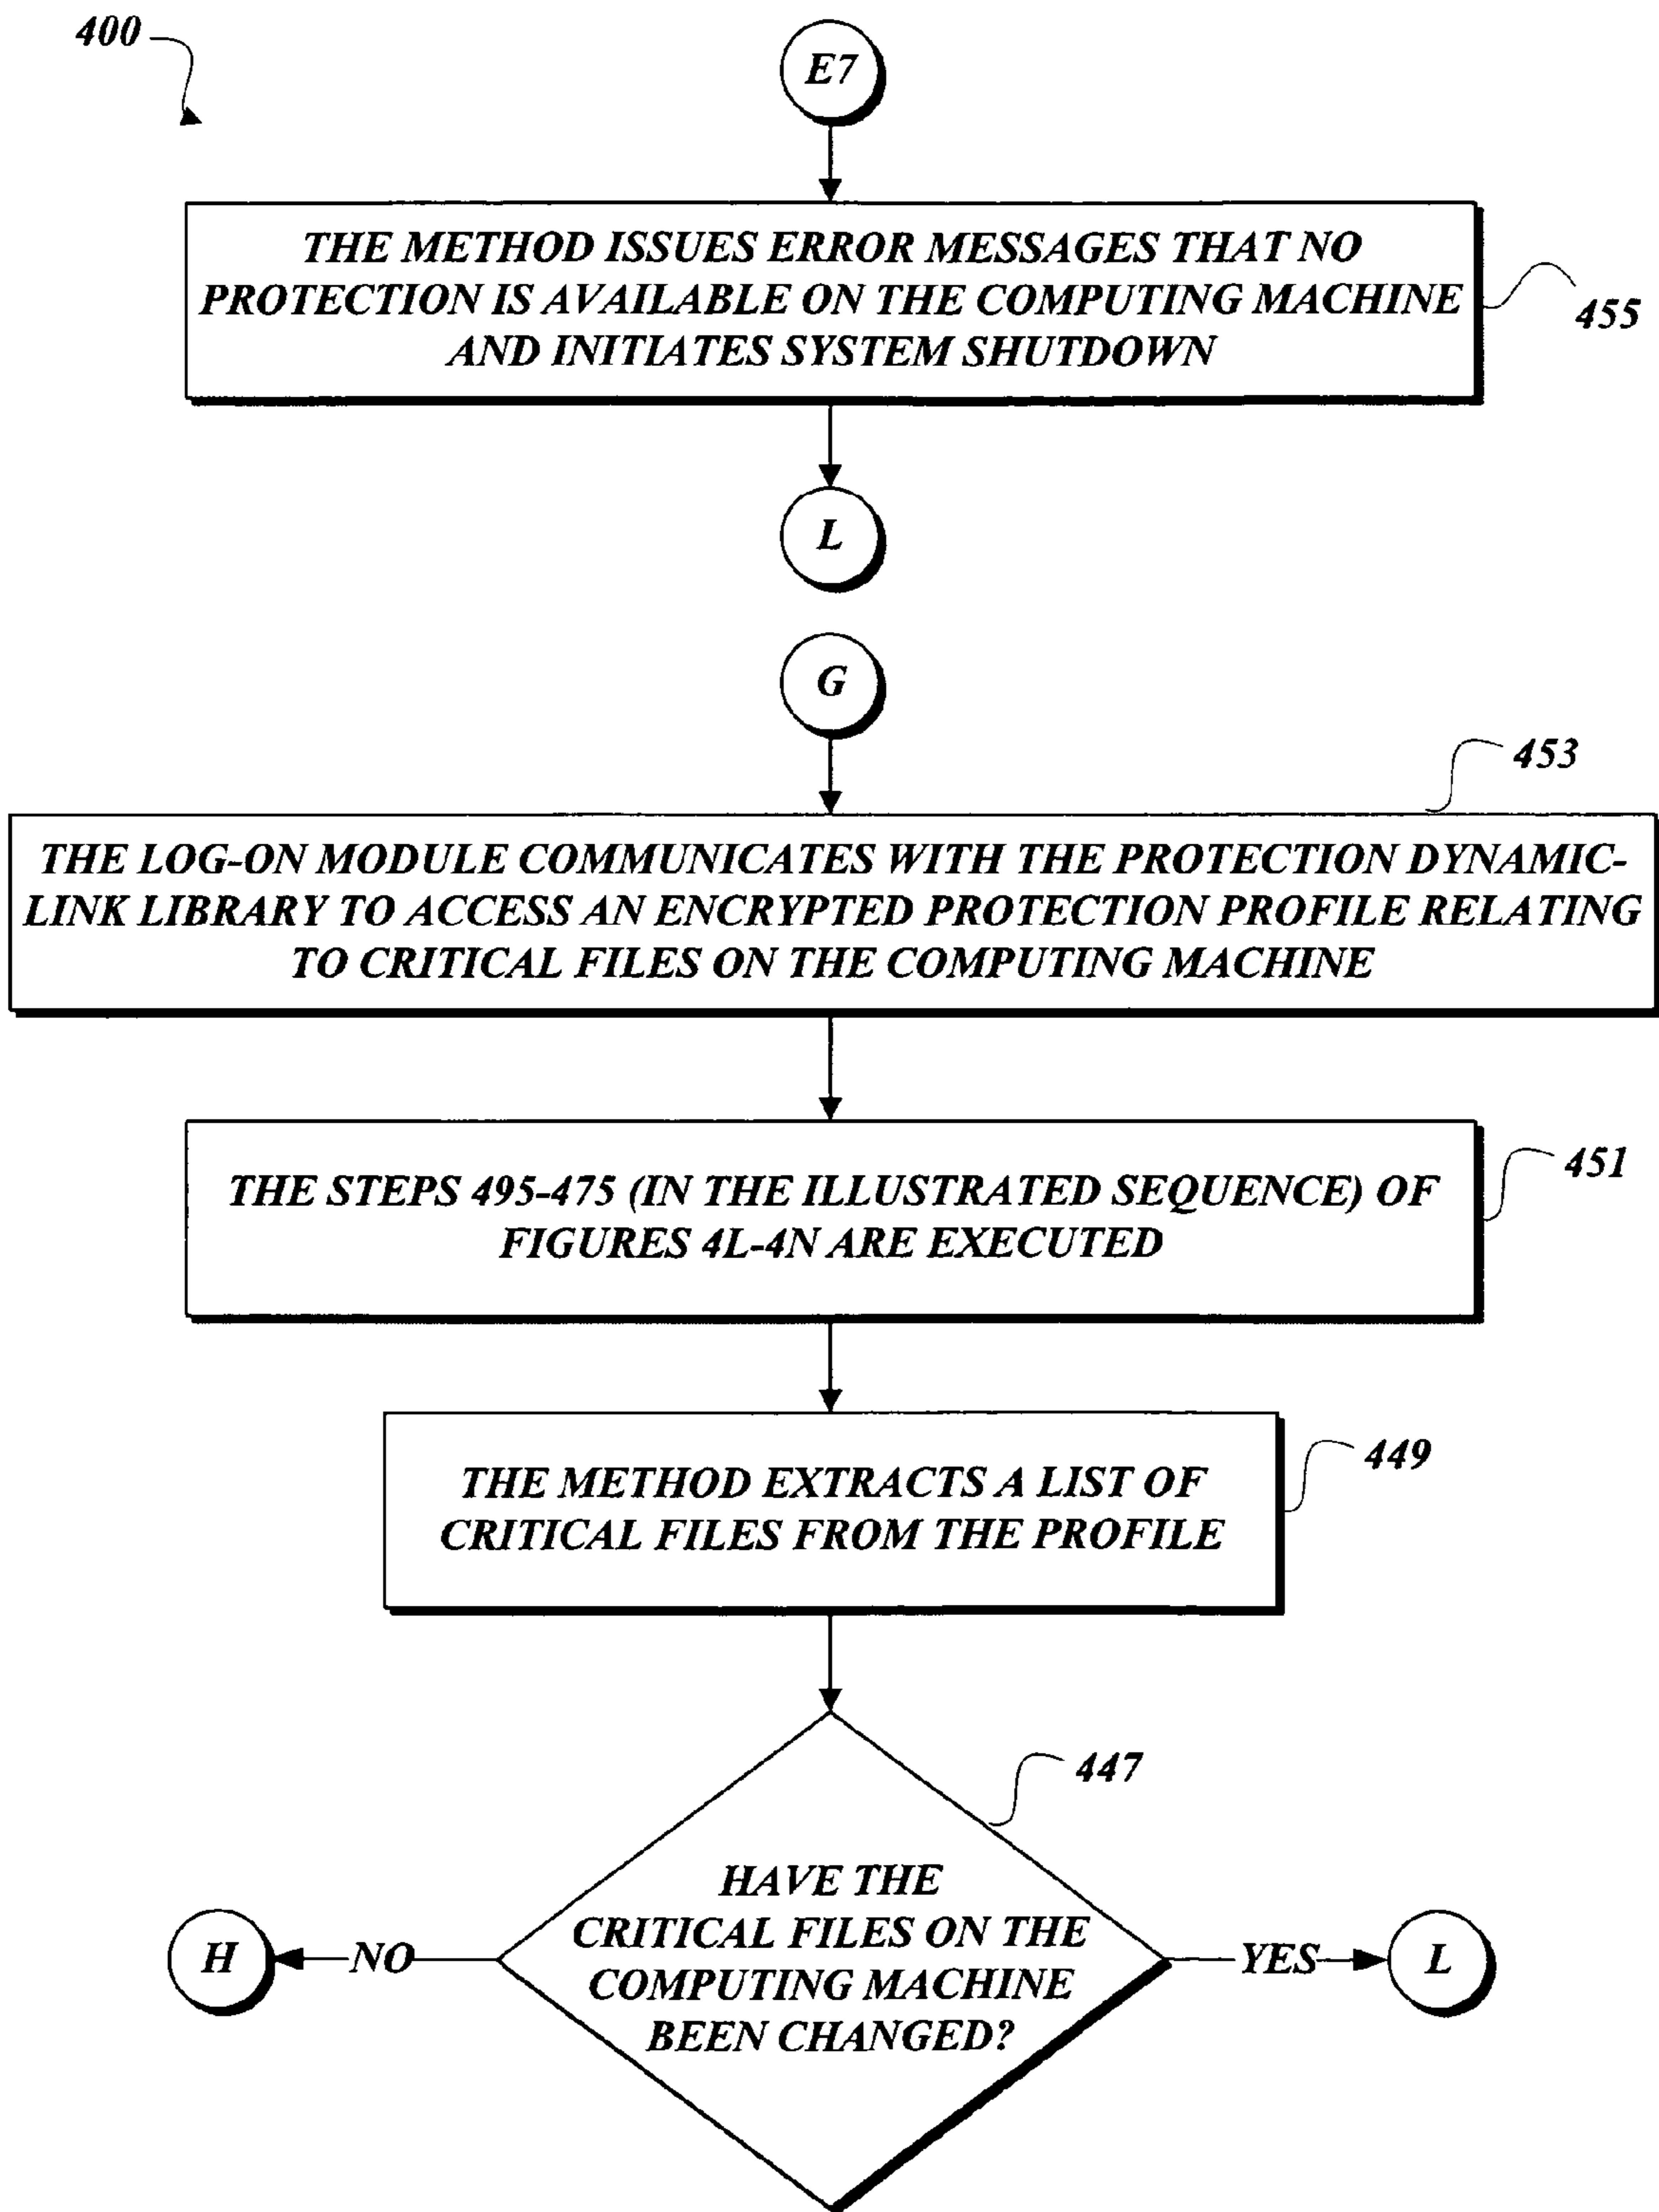 400
E7
THE METHOD ISSUES ERROR MESSAGES THAT NO
PROTECTION IS AVAILABLE ON THE COMPUTING MACHINE
AND INITIATES SYSTEM SHUTDOWN
455
L
G
453
THE LOG-ON MODULE COMMUNICATES WITH THE PROTECTION DYNAMIC-
LINK LIBRARY TO ACCESS AN ENCRYPTED PROTECTION PROFILE RELATING
TO CRITICAL FILES ON THE COMPUTING MACHINE
THE STEPS 495-475 (IN THE ILLUSTRATED SEQUENCE) OF
FIGURES 4L-4N ARE EXECUTED
451
THE METHOD EXTRACTS A LIST OF
CRITICAL FILES FROM THE PROFILE
449
447
HAVE THE
CRITICAL FILES ON THE
COMPUTING MACHINE
BEEN CHANGED?
H
NO
YES
L